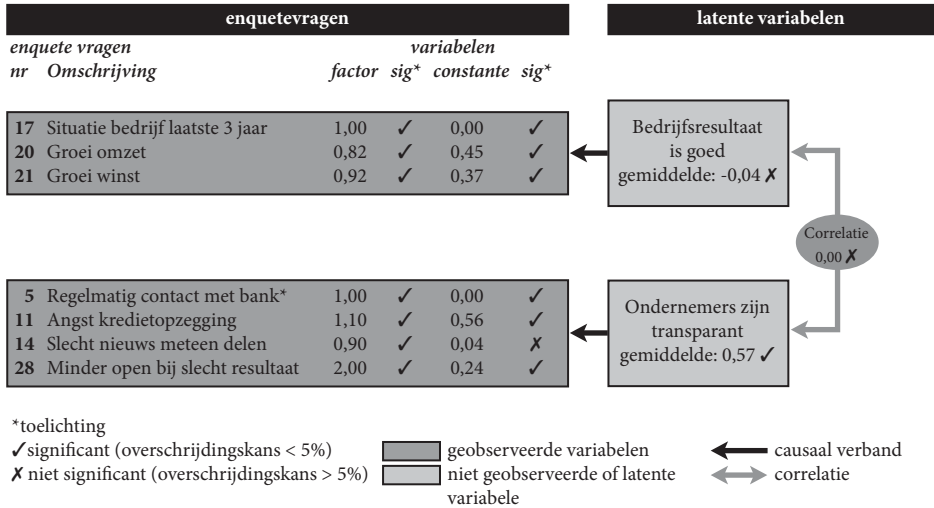 enquetevragen latente variabelen
enquete vragen variabelen
nr Omschrijving factor sig* constante sig*
17 Situatie bedrijf laatste 3 jaar 1,00 ✓ 0,00 ✓
20 Groei omzet 0,82 ✓ 0,45 ✓
21 Groei winst 0,92 ✓ 0,37 ✓
Bedrijfsresultaat
is goed
gemiddelde: -0,04 ✗
Correlatie
0,00 ✗
5 Regelmatig contact met bank* 1,00 ✓ 0,00 ✓
11 Angst kredietopzegging 1,10 ✓ 0,56 ✓
14 Slecht nieuws meteen delen 0,90 ✓ 0,04 ✗
28 Minder open bij slecht resultaat 2,00 ✓ 0,24 ✓
Ondernemers zijn
transparant
gemiddelde: 0,57 ✓
*toelichting
✓ significant (overschrijdingskans < 5%)
✗ niet significant (overschrijdingskans > 5%)
geobserveerde variabelen
niet geobserveerde of latente
variabele
causaal verband
correlatie